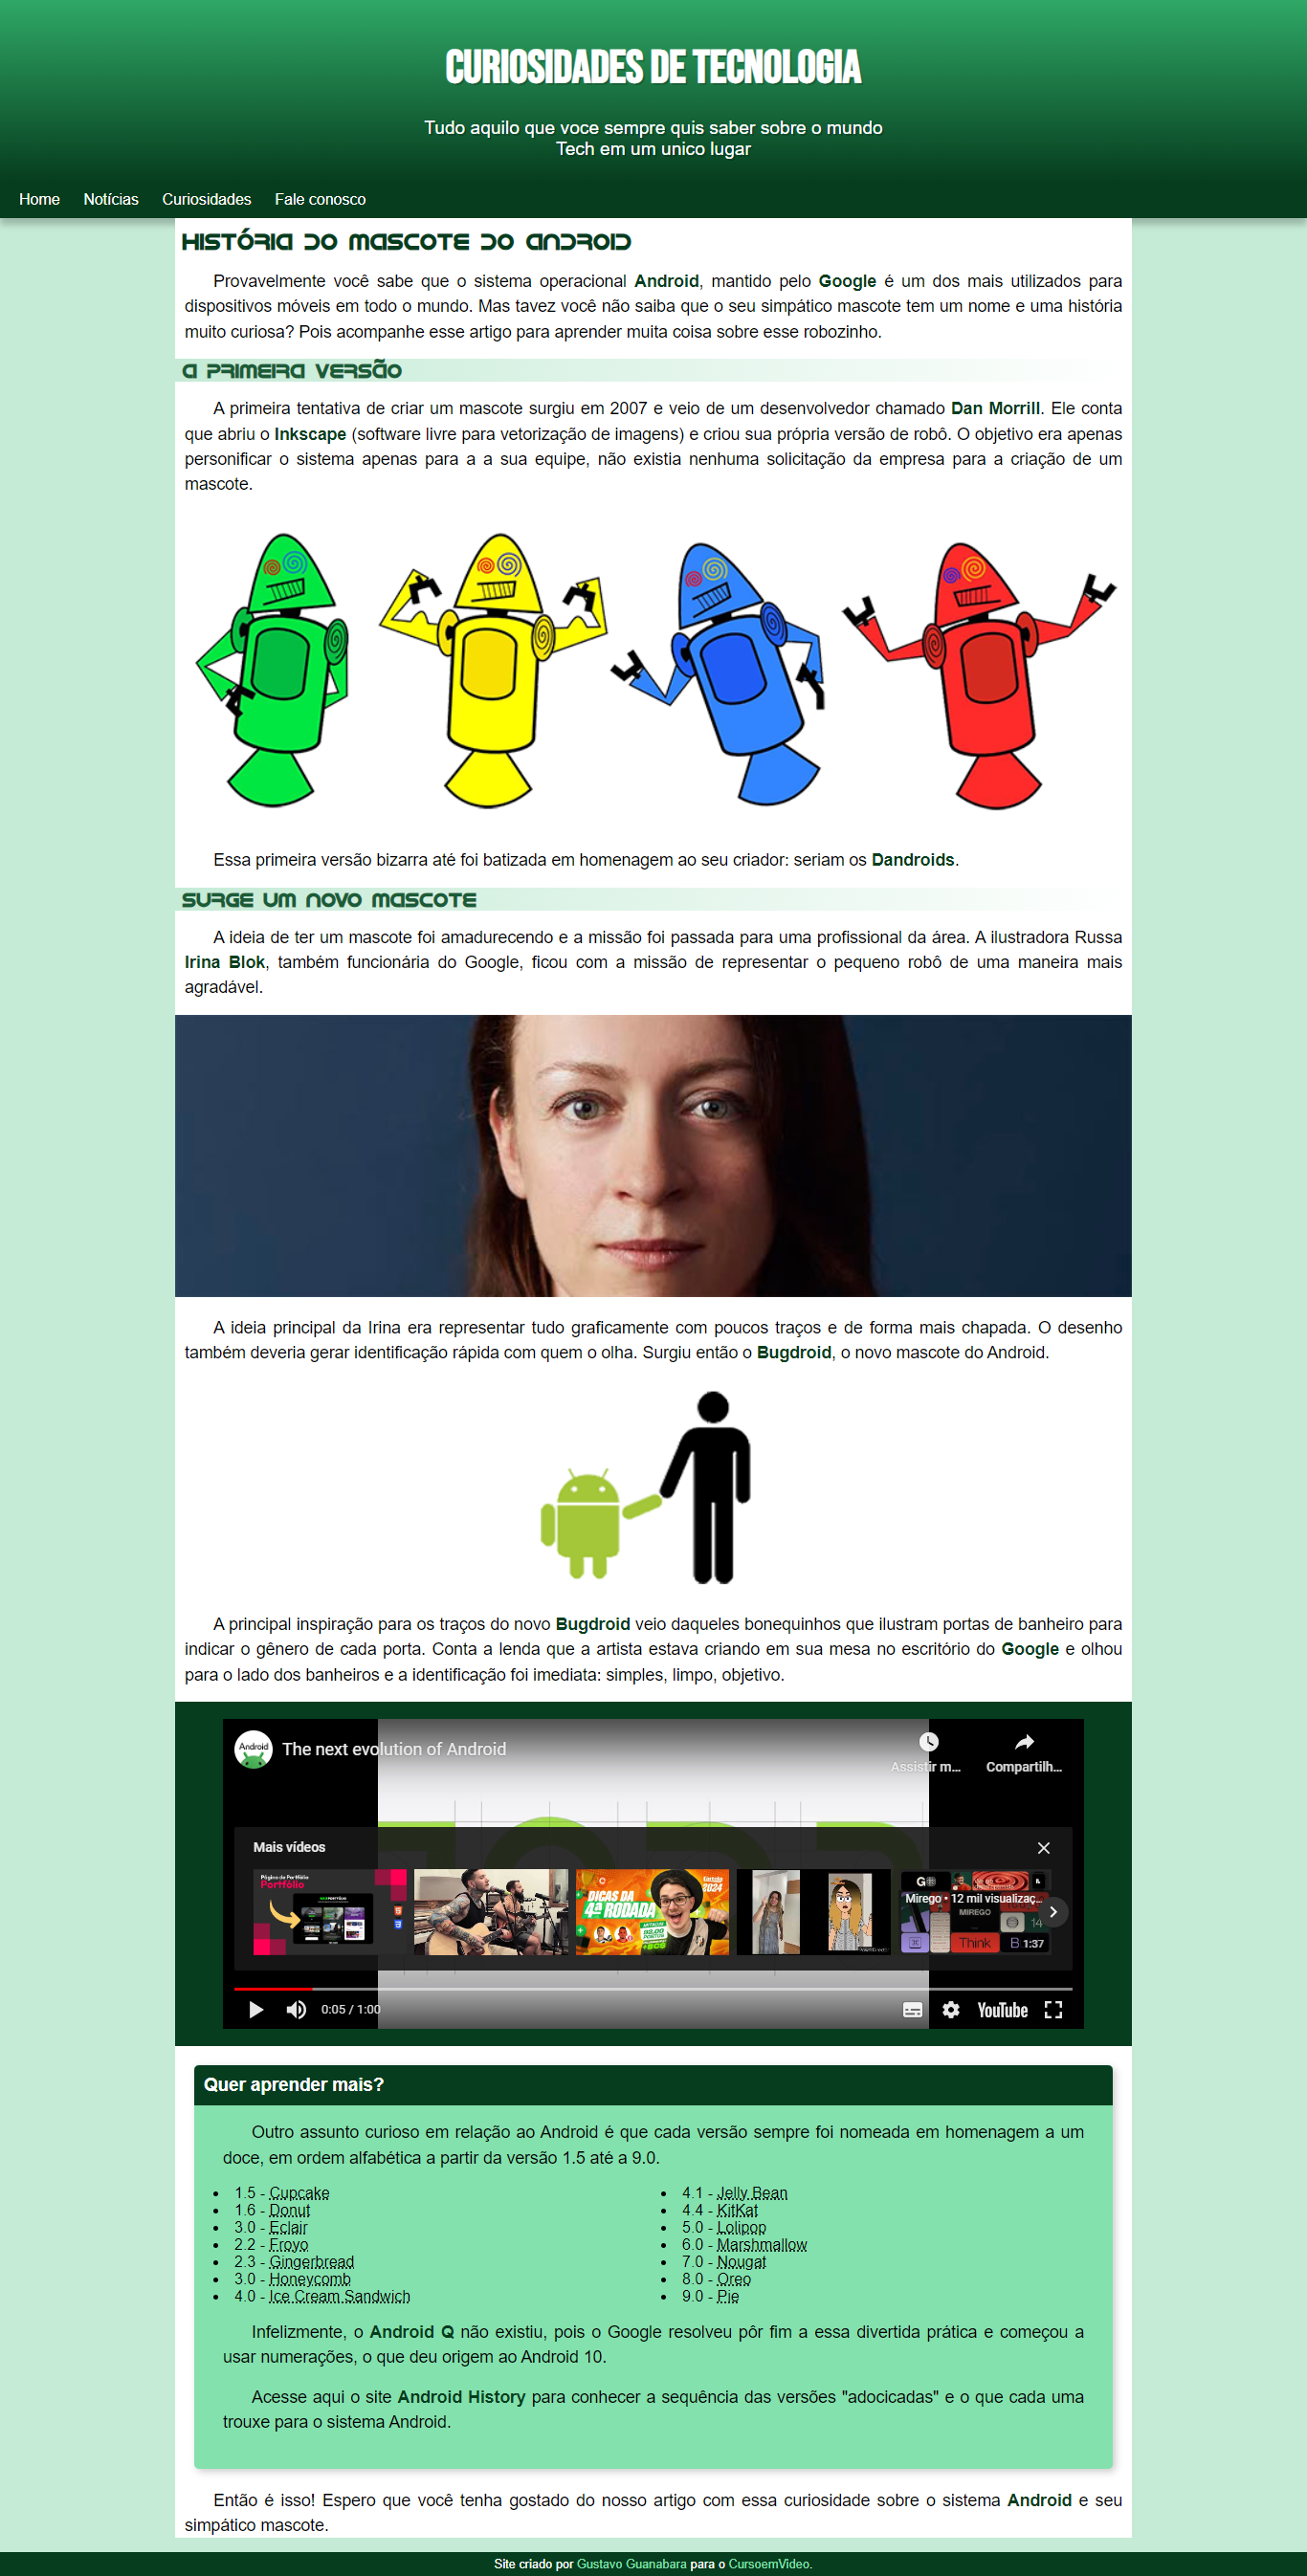 CURIOSIDADES DE TECNOLOGIA
Tudo aquilo que voce sempre quis saber sobre o mundo
Tech em um unico lugar
Home Notícias Curiosidades Fale conosco
HISTÓRIA DO MASCOTE DO ANDROID
Provavelmente você sabe que o sistema operacional Android, mantido pelo Google é um dos mais utilizados para
dispositivos móveis em todo o mundo. Mas tavez você não saiba que o seu simpático mascote tem um nome e uma história
muito curiosa? Pois acompanhe esse artigo para aprender muita coisa sobre esse robozinho.
A PRIMEIRA VERSÃO
A primeira tentativa de criar um mascote surgiu em 2007 e veio de um desenvolvedor chamado Dan Morrill. Ele conta
que abriu o Inkscape (software livre para vetorização de imagens) e criou sua própria versão de robô. O objetivo era apenas
personificar o sistema apenas para a a sua equipe, não existia nenhuma solicitação da empresa para a criação de um
mascote.
Essa primeira versão bizarra até foi batizada em homenagem ao seu criador: seriam os Dandroids.
SURGE UM NOVO MASCOTE
A ideia de ter um mascote foi amadurecendo e a missão foi passada para uma profissional da área. A ilustradora Russa
Irina Blok, também funcionária do Google, ficou com a missão de representar o pequeno robô de uma maneira mais
agradável.
A ideia principal da Irina era representar tudo graficamente com poucos traços e de forma mais chapada. O desenho
também deveria gerar identificação rápida com quem o olha. Surgiu então o Bugdroid, o novo mascote do Android.
A principal inspiração para os traços do novo Bugdroid veio daqueles bonequinhos que ilustram portas de banheiro para
indicar o gênero de cada porta. Conta a lenda que a artista estava criando em sua mesa no escritório do Google e olhou
para o lado dos banheiros e a identificação foi imediata: simples, limpo, objetivo.
Android The next evolution of Android
Assistir m... Compartilh...
Mais vídeos
Página de Portfólio
Portfólio
DICAS DA
4ª RODADA
2024
Mirego • 12 mil visualizaç...
MIREGO
14
Think
B 1:37
0:05 / 1:00 YouTube
Quer aprender mais?
Outro assunto curioso em relação ao Android é que cada versão sempre foi nomeada em homenagem a um
doce, em ordem alfabética a partir da versão 1.5 até a 9.0.
• 1.5 - Cupcake
• 1.6 - Donut
• 3.0 - Eclair
• 2.2 - Froyo
• 2.3 - Gingerbread
• 3.0 - Honeycomb
• 4.0 - Ice Cream Sandwich
• 4.1 - Jelly Bean
• 4.4 - KitKat
• 5.0 - Lolipop
• 6.0 - Marshmallow
• 7.0 - Nougat
• 8.0 - Oreo
• 9.0 - Pie
Infelizmente, o Android Q não existiu, pois o Google resolveu pôr fim a essa divertida prática e começou a
usar numerações, o que deu origem ao Android 10.
Acesse aqui o site Android History para conhecer a sequência das versões "adocicadas" e o que cada uma
trouxe para o sistema Android.
Então é isso! Espero que você tenha gostado do nosso artigo com essa curiosidade sobre o sistema Android e seu
simpático mascote.
Site criado por Gustavo Guanabara para o CursoemVideo.